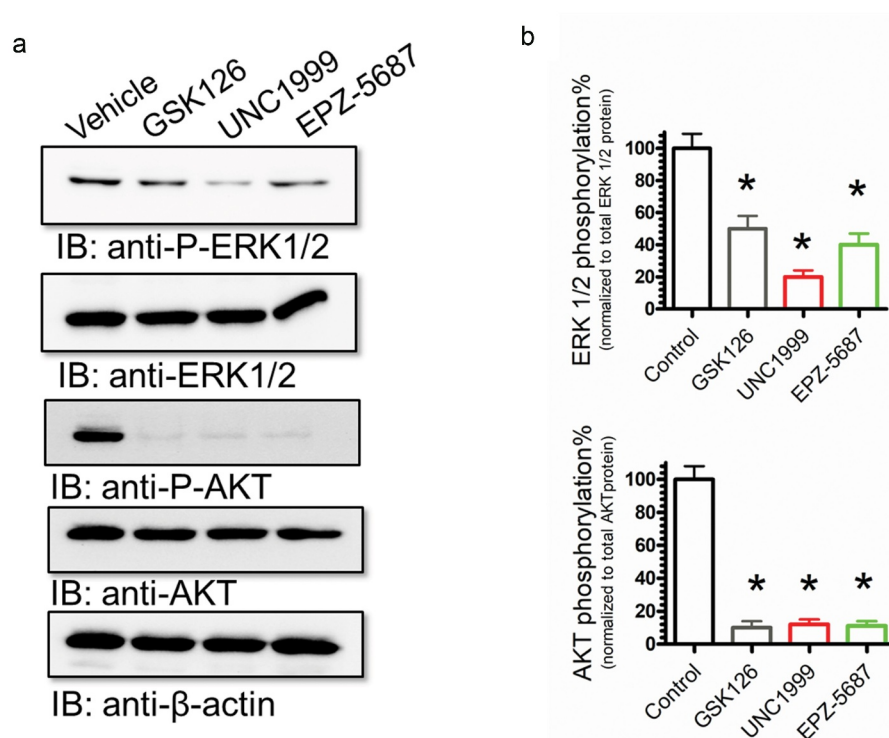 a
Vehicle GSK126 UNC1999 EPZ-5687
IB: anti-P-ERK1/2
IB: anti-ERK1/2
IB: anti-P-AKT
IB: anti-AKT
IB: anti-β-actin
b
ERK 1/2 phosphorylation%
(normalized to total ERK 1/2 protein)
100
80
60
40
20
0
*
*
*
Control GSK126 UNC1999 EPZ-5687
AKT phosphorylation%
(normalized to total AKTprotein)
100
80
60
40
20
0
* * *
Control GSK126 UNC1999 EPZ-5687